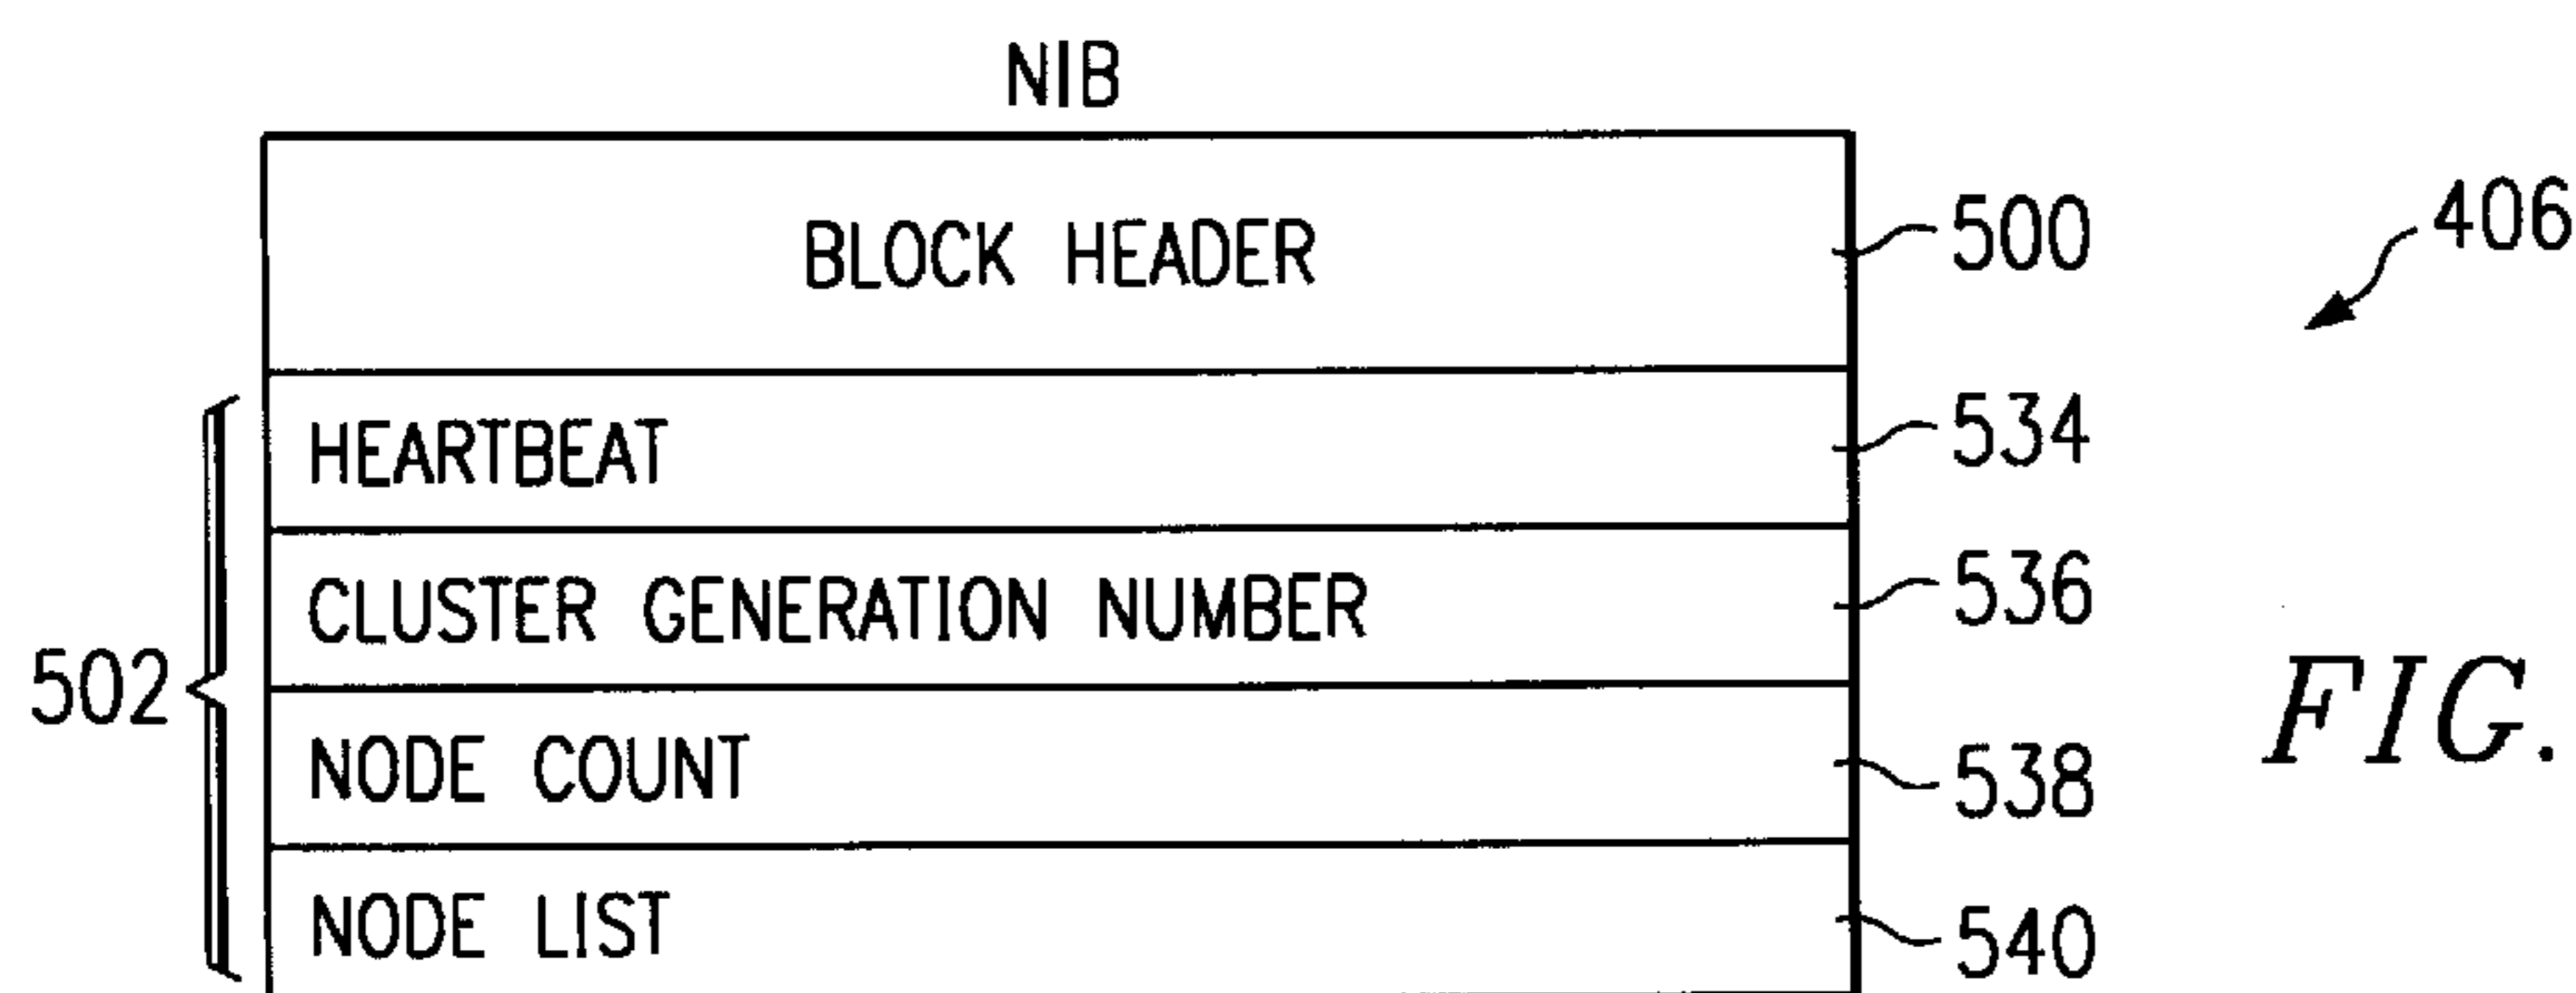 NIB
BLOCK HEADER 500
406
HEARTBEAT 534
CLUSTER GENERATION NUMBER 536
502
NODE COUNT 538
FIG.
NODE LIST 540